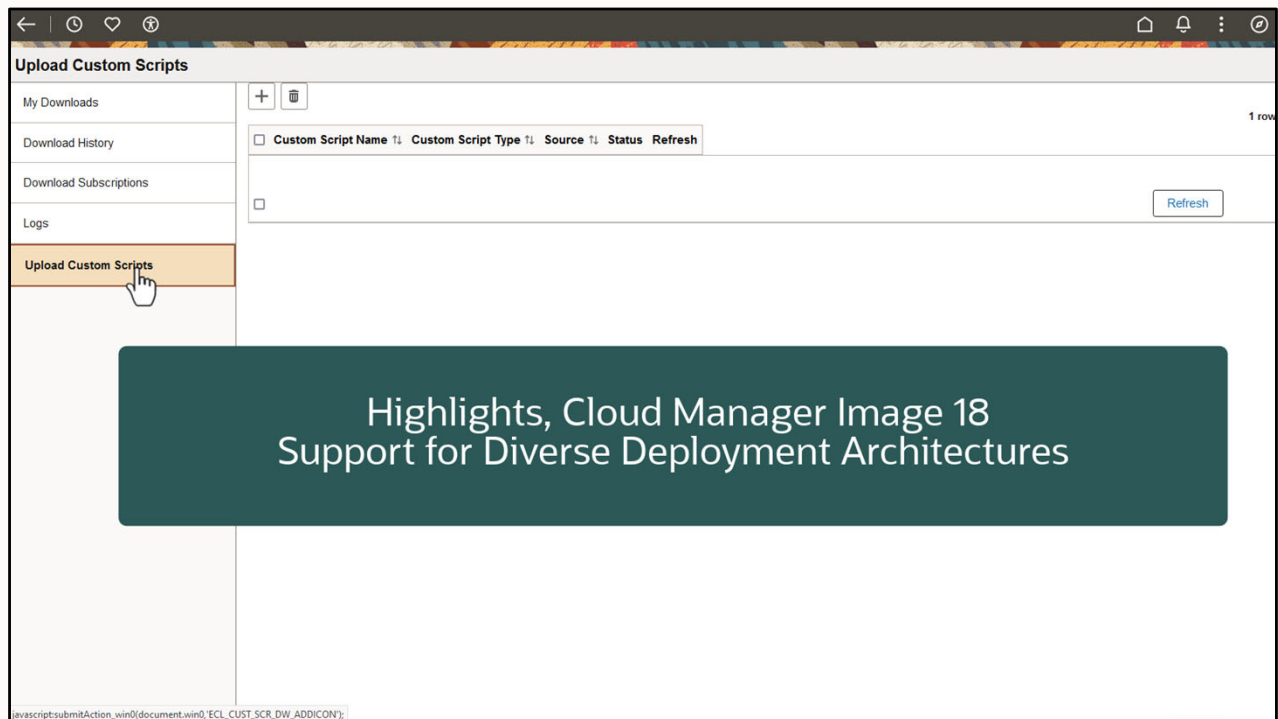 Upload Custom Scripts
My Downloads
Download History
Download Subscriptions
Logs
Upload Custom Scripts
1 row
Custom Script Name ↑↓ Custom Script Type ↑↓ Source ↑↓ Status Refresh
Refresh
Highlights, Cloud Manager Image 18
Support for Diverse Deployment Architectures
javascript:submitAction_win0(document.win0,'ECL_CUST_SCR_DW_ADDICON');